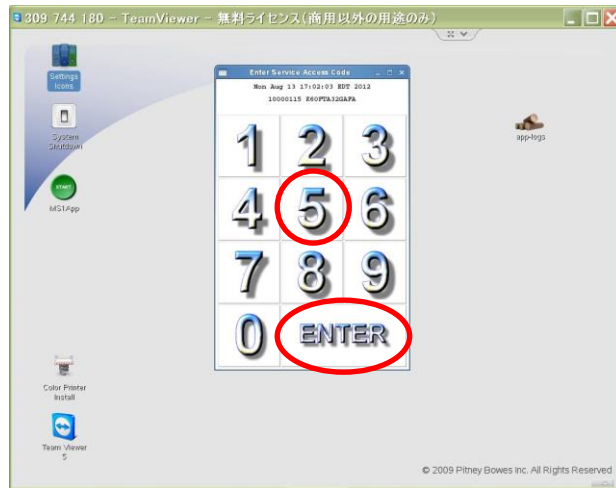 309 744 180 - TeamViewer - 無料ライセンス(商用以外の用途のみ)
Settings
Icons
System
Shutdown
START
MS1App
Enter Service Access Code
Mon Aug 13 17:02:03 EDT 2012
10000115 X60PTA32GAPA
1 2 3
4 5 6
7 8 9
0 ENTER
app-logs
Color Printer
Install
Team Viewer
5
© 2009 Pitney Bowes Inc. All Rights Reserved